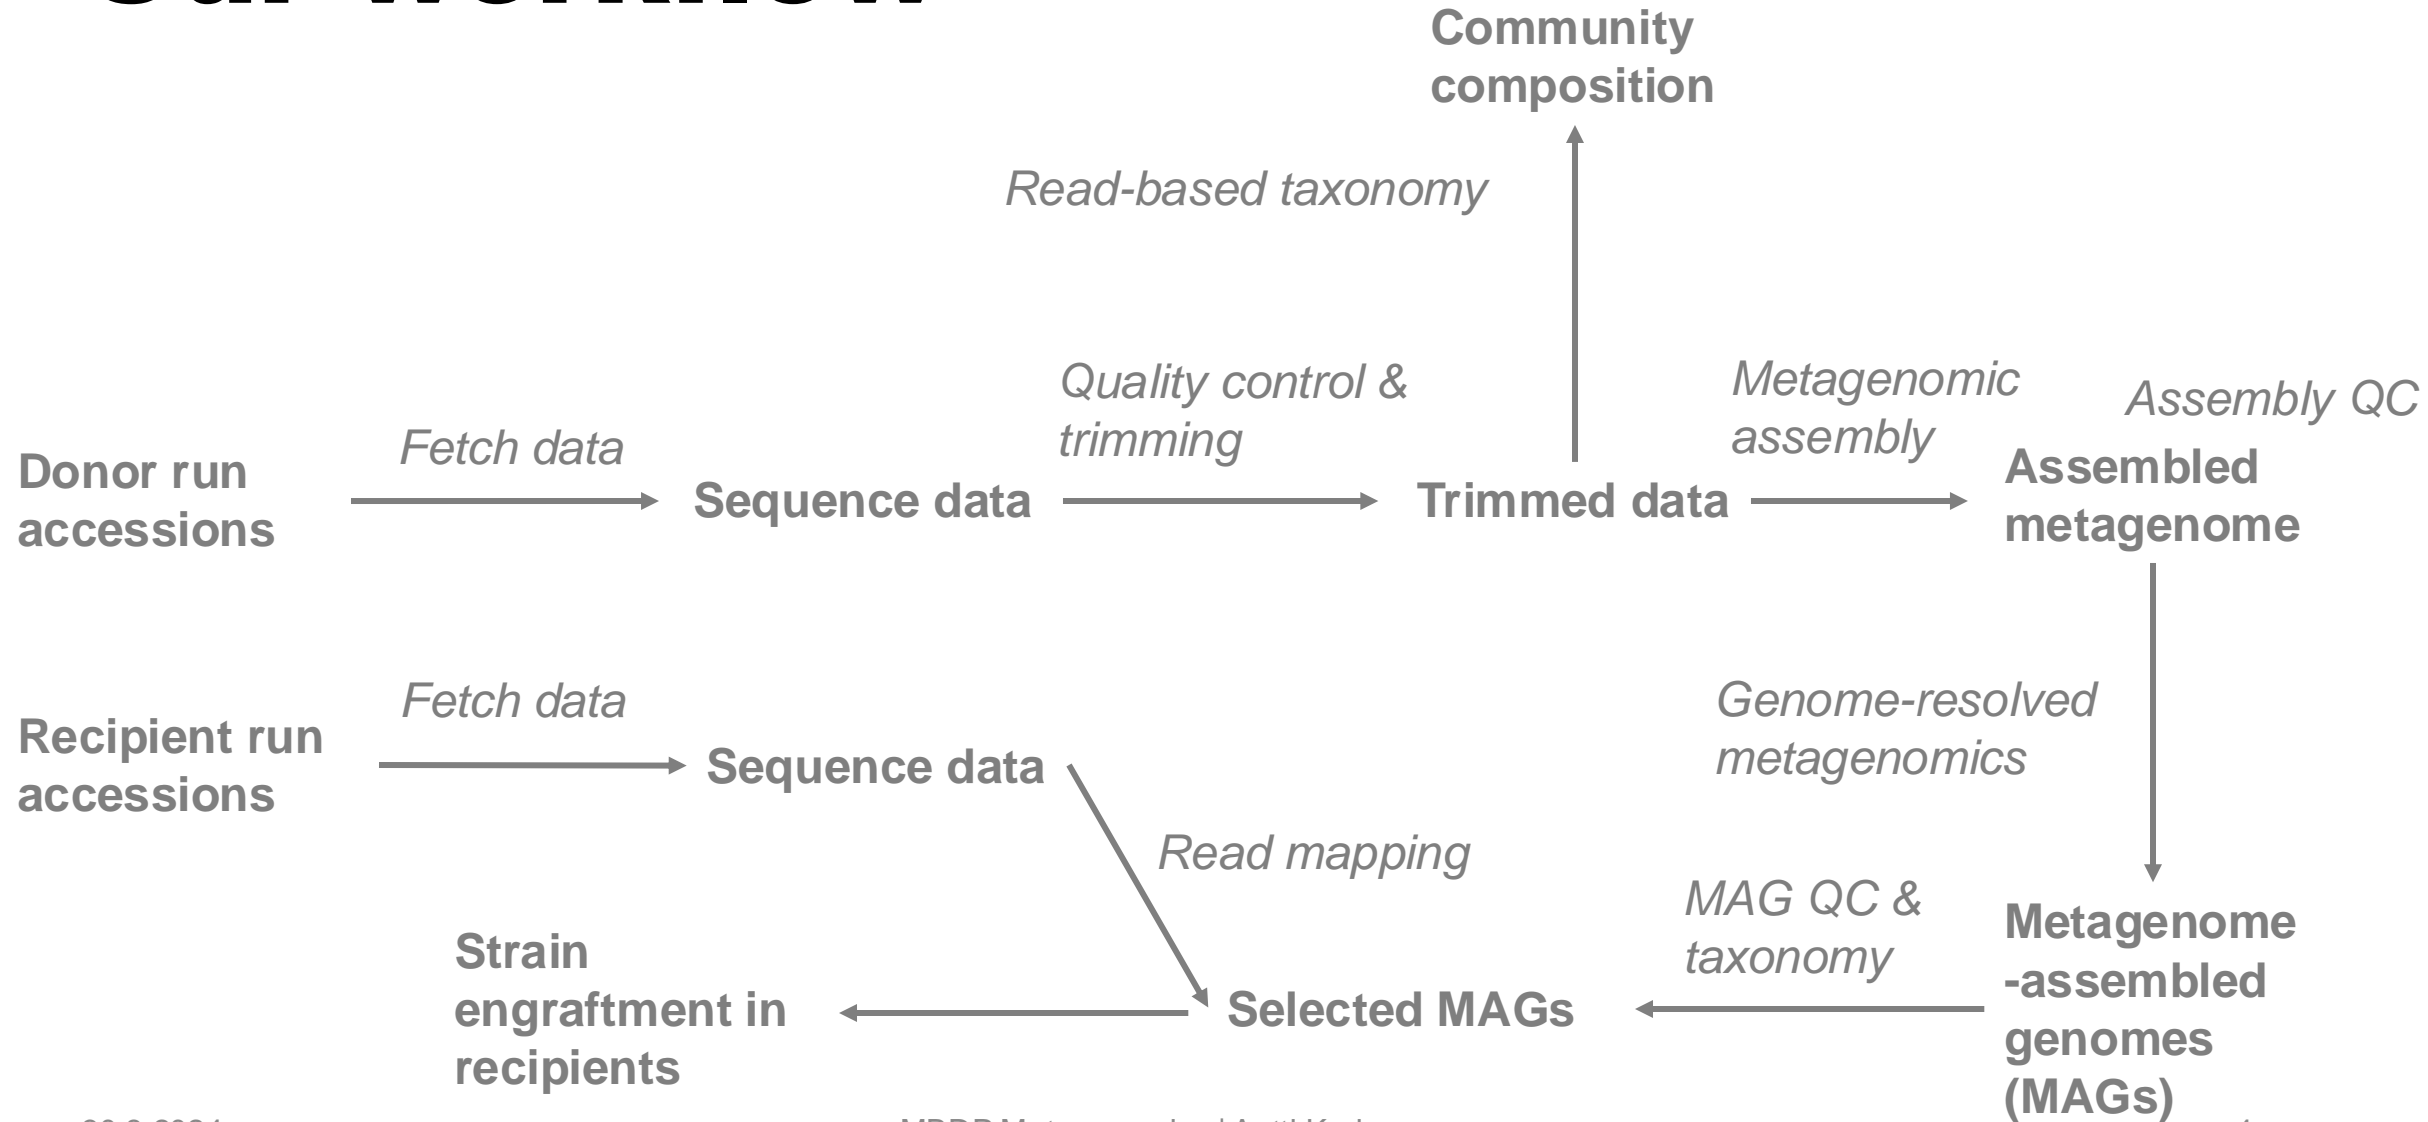 Our workflow
Community
composition
Read-based taxonomy
Quality control &
trimming
Metagenomic
assembly
Assembly QC
Donor run
accessions
Fetch data
Sequence data
Trimmed data
Assembled
metagenome
Recipient run
accessions
Fetch data
Sequence data
Genome-resolved
metagenomics
Read mapping
MAG QC &
taxonomy
Strain
engraftment in
recipients
Selected MAGs
Metagenome
-assembled
genomes
(MAGs)